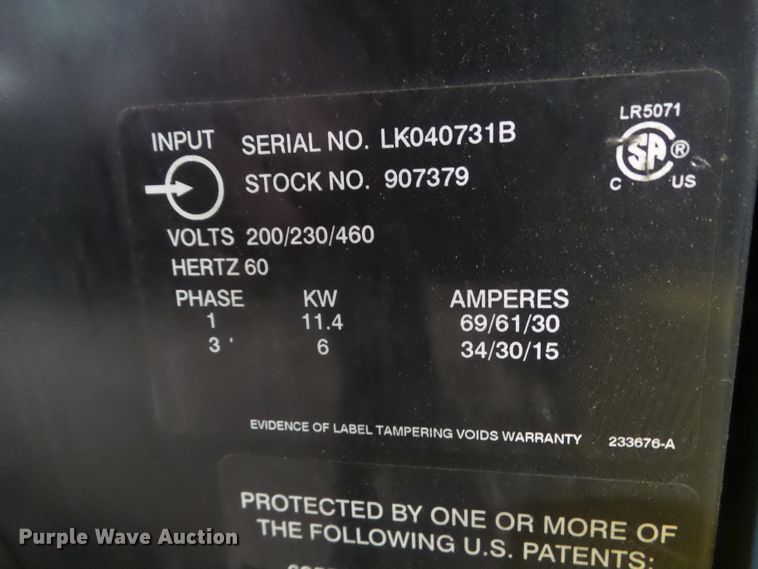 LR5071
INPUT
SERIAL NO. LK040731B
SA ®
C US
STOCK NO. 907379
VOLTS 200/230/460
HERTZ 60
PHASE KW AMPERES
1 11.4 69/61/30
3 6 34/30/15
EVIDENCE OF LABEL TAMPERING VOIDS WARRANTY 233676-A
PROTECTED BY ONE OR MORE OF
THE FOLLOWING U.S. PATENTS:
Purple Wave Auction